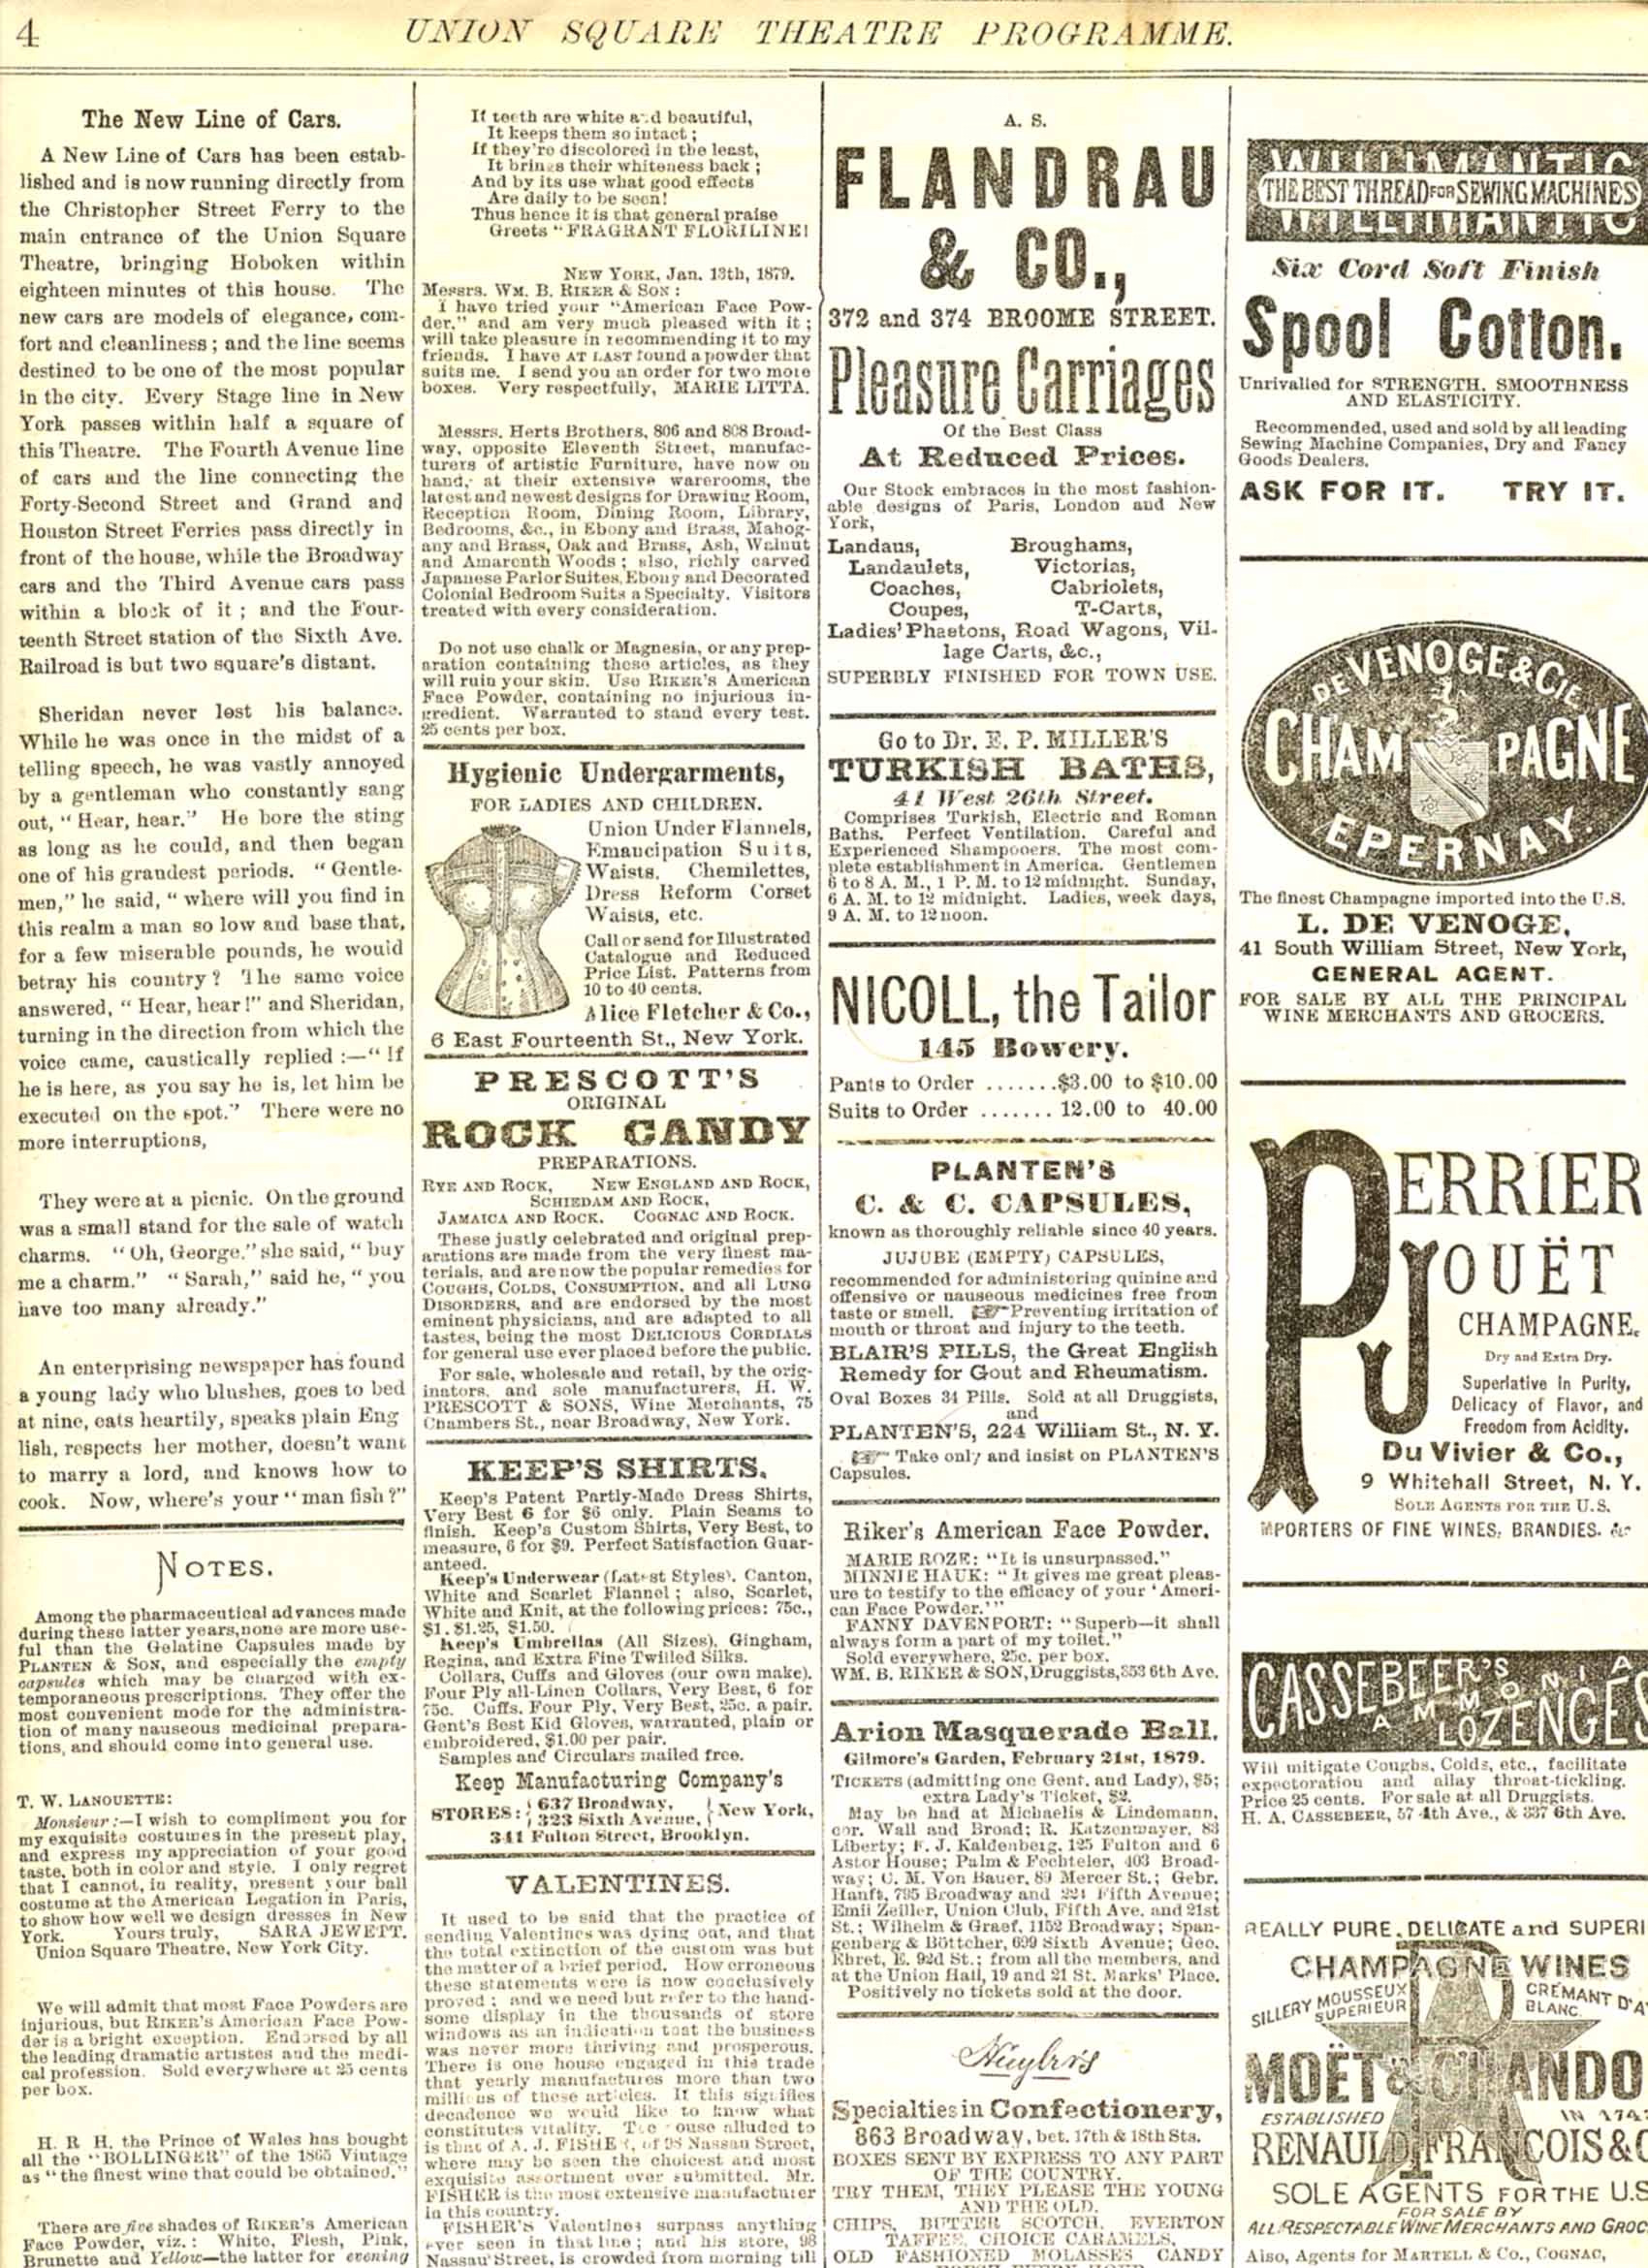 4
UNION SQUARE THEATRE PROGRAMME.
The New Line of Cars.
A New Line of Cars has been estab-
lished and is now running directly from
the Christopher Street Ferry to the
main entrance of the Union Square
Theatre, bringing Hoboken within
eighteen minutes of this house. The
new cars are models of elegance, com-
fort and cleanliness; and the line seems
destined to be one of the most popular
in the city. Every Stage line in New
York passes within half a square of
this Theatre. The Fourth Avenue line
of cars and the line connecting the
Forty-Second Street and Grand and
Houston Street Ferries pass directly in
front of the house, while the Broadway
cars and the Third Avenue cars pass
within a block of it; and the Four-
teenth Street station of the Sixth Ave.
Railroad is but two square's distant.
Sheridan never lost his balance.
While he was once in the midst of a
telling speech, he was vastly annoyed
by a gentleman who constantly sang
out, "Hear, hear." He bore the sting
as long as he could, and then began
one of his grandest periods. "Gentle-
men," he said, "where will you find in
this realm a man so low and base that,
for a few miserable pounds, he would
betray his country? The same voice
answered, "Hear, hear!" and Sheridan,
turning in the direction from which the
voice came, caustically replied:—"If
he is here, as you say he is, let him be
executed on the spot." There were no
more interruptions,
They were at a picnic. On the ground
was a small stand for the sale of watch
charms. "Oh, George." she said, "buy
me a charm." "Sarah," said he, "you
have too many already."
An enterprising newspaper has found
a young lady who blushes, goes to bed
at nine, eats heartily, speaks plain Eng
lish, respects her mother, doesn't want
to marry a lord, and knows how to
cook. Now, where's your "man fish?"
NOTES.
Among the pharmaceutical advances made
during these latter years, none are more use-
ful than the Gelatine Capsules made by
PLANTEN & SON, and especially the empty
capsules which may be charged with ex-
temporaneous prescriptions. They offer the
most convenient mode for the administra-
tion of many nauseous medicinal prepara-
tions, and should come into general use.
T. W. LANOUETTE:
Monsieur:—I wish to compliment you for
my exquisite costumes in the present play,
and express my appreciation of your good
taste, both in color and style. I only regret
that I cannot, in reality, present your ball
costume at the American Legation in Paris,
to show how well we design dresses in New
York. Yours truly, SARA JEWETT.
Union Square Theatre, New York City.
We will admit that most Face Powders are
injurious, but RIKER'S American Face Pow-
der is a bright exception. Endorsed by all
the leading dramatic artistes and the medi-
cal profession. Sold everywhere at 25 cents
per box.
H. R H. the Prince of Wales has bought
all the "BOLLINGER" of the 1865 Vintage
as "the finest wine that could be obtained."
There are five shades of RIKER'S American
Face Powder, viz.: White, Flesh, Pink,
Brunette and Yellow—the latter for evening
If teeth are white and beautiful,
It keeps them so intact;
If they're discolored in the least,
It brings their whiteness back;
And by its use what good effects
Are daily to be seen!
Thus hence it is that general praise
Greets "FRAGRANT FLORILINE!
NEW YORK, Jan. 13th, 1879.
Messrs. WM. B. RIKER & SON:
I have tried your "American Face Pow-
der," and am very much pleased with it;
will take pleasure in recommending it to my
friends. I have AT LAST found a powder that
suits me. I send you an order for two more
boxes. Very respectfully, MARIE LITTA.
Messrs. Herts Brothers, 806 and 808 Broad-
way, opposite Eleventh Street, manufac-
turers of artistic Furniture, have now on
hand, at their extensive warerooms, the
latest and newest designs for Drawing Room,
Reception Room, Dining Room, Library,
Bedrooms, &c., in Ebony and Brass, Mahog-
any and Brass, Oak and Brass, Ash, Walnut
and Amaranth Woods; also, richly carved
Japanese Parlor Suites, Ebony and Decorated
Colonial Bedroom Suits a Specialty. Visitors
treated with every consideration.
Do not use chalk or Magnesia, or any prep-
aration containing these articles, as they
will ruin your skin. Use RIKER'S American
Face Powder, containing no injurious in-
gredient. Warranted to stand every test.
25 cents per box.
Hygienic Undergarments,
FOR LADIES AND CHILDREN.
Union Under Flannels,
Emancipation Suits,
Waists, Chemilettes,
Dress Reform Corset
Waists, etc.
Call or send for Illustrated
Catalogue and Reduced
Price List. Patterns from
10 to 40 cents.
Alice Fletcher & Co.,
6 East Fourteenth St., New York.
PRESCOTT'S
ORIGINAL
ROCK CANDY
PREPARATIONS.
RYE AND ROCK, NEW ENGLAND AND ROCK,
SCHIEDAM AND ROCK,
JAMAICA AND ROCK. COGNAC AND ROCK.
These justly celebrated and original prep-
arations are made from the very finest ma-
terials, and are now the popular remedies for
COUGHS, COLDS, CONSUMPTION, and all LUNG
DISORDERS, and are endorsed by the most
eminent physicians, and are adapted to all
tastes, being the most DELICIOUS CORDIALS
for general use ever placed before the public.
For sale, wholesale and retail, by the orig-
inators, and sole manufacturers, H. W.
PRESCOTT & SONS, Wine Merchants, 75
Chambers St., near Broadway, New York.
KEEP'S SHIRTS.
Keep's Patent Partly-Made Dress Shirts,
Very Best 6 for $6 only. Plain Seams to
finish. Keep's Custom Shirts, Very Best, to
measure, 6 for $9. Perfect Satisfaction Guar-
anteed.
Keep's Underwear (Latest Styles). Canton,
White and Scarlet Flannel; also, Scarlet,
White and Knit, at the following prices: 75c.,
$1. $1.25, $1.50.
Keep's Umbrellas (All Sizes), Gingham,
Regina, and Extra Fine Twilled Silks.
Collars, Cuffs and Gloves (our own make).
Four Ply all-Linen Collars, Very Best, 6 for
75c. Cuffs, Four Ply, Very Best, 25c. a pair.
Gent's Best Kid Gloves, warranted, plain or
embroidered, $1.00 per pair.
Samples and Circulars mailed free.
Keep Manufacturing Company's
STORES: 637 Broadway, 323 Sixth Avenue, New York,
341 Fulton Street, Brooklyn.
VALENTINES.
It used to be said that the practice of
sending Valentines was dying out, and that
the total extinction of the custom was but
the matter of a brief period. How erroneous
these statements were is now conclusively
proved; and we need but refer to the hand-
some display in the thousands of store
windows as an indication that the business
was never more thriving and prosperous.
There is one house engaged in this trade
that yearly manufactures more than two
millions of these articles. If this signifies
decadence we would like to know what
constitutes vitality. The house alluded to
is that of A. J. FISHER, of 98 Nassau Street,
where may be seen the choicest and most
exquisite assortment ever submitted. Mr.
FISHER is the most extensive manufacturer
in this country.
FISHER'S Valentines surpass anything
ever seen in that line; and his store, 98
Nassau Street, is crowded from morning till
A. S.
FLANDRAU
& CO.,
372 and 374 BROOME STREET.
Pleasure Carriages
Of the Best Class
At Reduced Prices.
Our Stock embraces in the most fashion-
able designs of Paris, London and New
York,
Landaus, Broughams,
Landaulets, Victorias,
Coaches, Cabriolets,
Coupes, T-Carts,
Ladies' Phaetons, Road Wagons, Vil-
lage Carts, &c.,
SUPERBLY FINISHED FOR TOWN USE.
Go to Dr. E. P. MILLER'S
TURKISH BATHS,
41 West 26th Street.
Comprises Turkish, Electric and Roman
Baths. Perfect Ventilation. Careful and
Experienced Shampooers. The most com-
plete establishment in America. Gentlemen
6 to 8 A. M., 1 P. M. to 12 midnight. Sunday,
6 A. M. to 12 midnight. Ladies, week days,
9 A. M. to 12 noon.
NICOLL, the Tailor
145 Bowery.
Pants to Order .......$3.00 to $10.00
Suits to Order ....... 12.00 to 40.00
PLANTEN'S
C. & C. CAPSULES,
known as thoroughly reliable since 40 years.
JUJUBE (EMPTY) CAPSULES,
recommended for administering quinine and
offensive or nauseous medicines free from
taste or smell. ☞ Preventing irritation of
mouth or throat and injury to the teeth.
BLAIR'S PILLS, the Great English
Remedy for Gout and Rheumatism.
Oval Boxes 34 Pills. Sold at all Druggists,
and
PLANTEN'S, 224 William St., N. Y.
☞ Take only and insist on PLANTEN'S
Capsules.
Riker's American Face Powder.
MARIE ROZE: "It is unsurpassed."
MINNIE HAUK: "It gives me great pleas-
ure to testify to the efficacy of your 'Ameri-
can Face Powder.'"
FANNY DAVENPORT: "Superb—it shall
always form a part of my toilet."
Sold everywhere, 25c. per box.
WM. B. RIKER & SON, Druggists, 353 6th Ave.
Arion Masquerade Ball.
Gilmore's Garden, February 21st, 1879.
TICKETS (admitting one Gent. and Lady), $5;
extra Lady's Ticket, $2.
May be had at Michaelis & Lindemann,
cor. Wall and Broad; R. Katzenmayer, 83
Liberty; F. J. Kaldenberg, 125 Fulton and 6
Astor House; Palm & Fechteler, 403 Broad-
way; C. M. Von Bauer, 89 Mercer St.; Gebr.
Hanft, 795 Broadway and 224 Fifth Avenue;
Emil Zeiller, Union Club, Fifth Ave. and 21st
St.; Wilhelm & Graef, 1152 Broadway; Span-
genberg & Böttcher, 699 Sixth Avenue; Geo.
Ehret, E. 92d St.; from all the members, and
at the Union Hall, 19 and 21 St. Marks' Place.
Positively no tickets sold at the door.
Huyler's
Specialties in Confectionery,
863 Broadway, bet. 17th & 18th Sts.
BOXES SENT BY EXPRESS TO ANY PART
OF THE COUNTRY.
TRY THEM, THEY PLEASE THE YOUNG
AND THE OLD.
CHIPS, BUTTER SCOTCH, EVERTON
TAFFEE, CHOICE CARAMELS,
OLD FASHIONED MOLASSES CANDY
WILLIMANTIC
THE BEST THREAD FOR SEWING MACHINES
WILLIMANTIC
Six Cord Soft Finish
Spool Cotton.
Unrivalled for STRENGTH, SMOOTHNESS
AND ELASTICITY.
Recommended, used and sold by all leading
Sewing Machine Companies, Dry and Fancy
Goods Dealers.
ASK FOR IT. TRY IT.
DE VENOGE & CIE
CHAMPAGNE
EPERNAY.
The finest Champagne imported into the U.S.
L. DE VENOGE,
41 South William Street, New York,
GENERAL AGENT.
FOR SALE BY ALL THE PRINCIPAL
WINE MERCHANTS AND GROCERS.
PERRIER
JOUËT
CHAMPAGNE.
Dry and Extra Dry.
Superlative in Purity,
Delicacy of Flavor, and
Freedom from Acidity.
Du Vivier & Co.,
9 Whitehall Street, N. Y.
SOLE AGENTS FOR THE U.S.
IMPORTERS OF FINE WINES, BRANDIES. &c
CASSEBEER'S
AMMONIA
LOZENGES
Will mitigate Coughs, Colds, etc., facilitate
expectoration and allay throat-tickling.
Price 25 cents. For sale at all Druggists.
H. A. CASSEBEER, 57 4th Ave., & 337 6th Ave.
REALLY PURE, DELICATE and SUPERI
CHAMPAGNE WINES
SILLERY MOUSSEUX SUPERIEUR CRÉMANT D'A BLANC
MOËT & CHANDO
ESTABLISHED IN 174
RENAULD FRANCOIS & C
SOLE AGENTS FOR THE U.S
FOR SALE BY
ALL RESPECTABLE WINE MERCHANTS AND GROC
Also, Agents for MARTELL & Co., COGNAC,